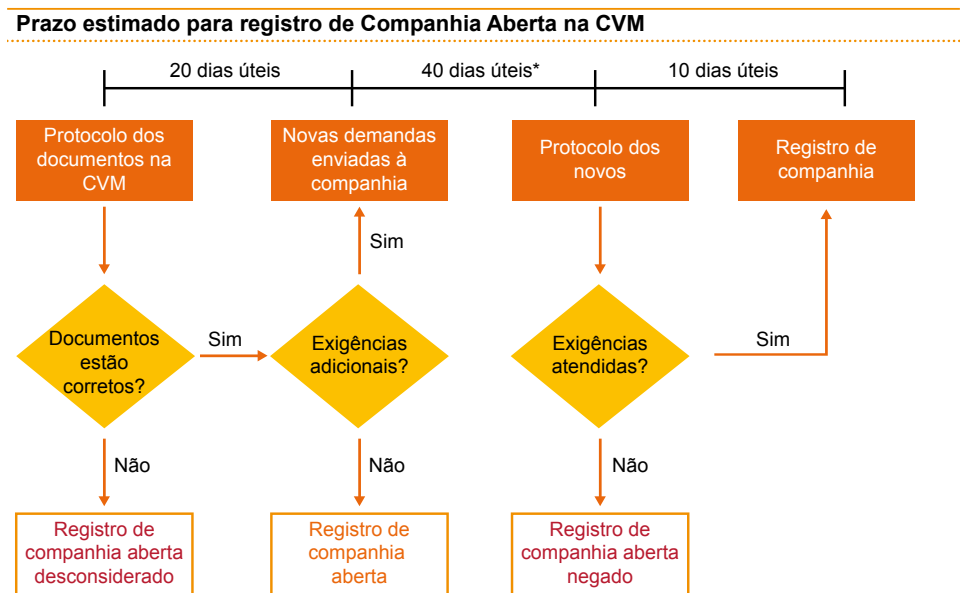 Prazo estimado para registro de Companhia Aberta na CVM
20 dias úteis
40 dias úteis*
10 dias úteis
Protocolo dos
documentos na
CVM
Novas demandas
enviadas à
companhia
Protocolo dos
novos
Registro de
companhia
Sim
Documentos
estão
corretos?
Sim
Exigências
adicionais?
Exigências
atendidas?
Sim
Não
Não
Não
Registro de
companhia aberta
desconsiderado
Registro de
companhia
aberta
Registro de
companhia aberta
negado